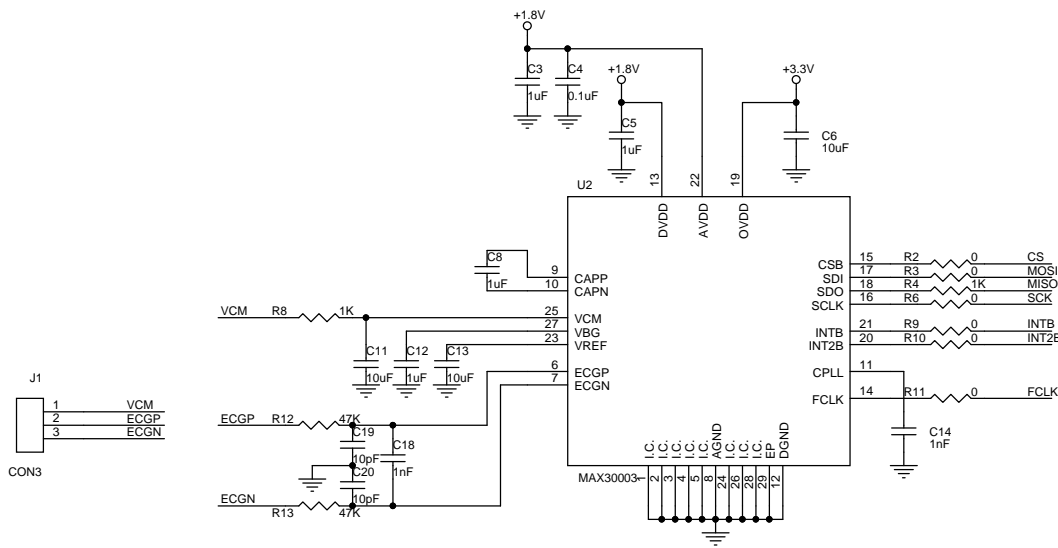 +1.8V
C3
1uF
C4
0.1uF
+1.8V
C5
1uF
+3.3V
C6
10uF
U2
13
22
19
DVDD
AVDD
OVDD
C8
1uF
9
10
CAPP
CAPN
VCM
R8
1K
25
27
23
VCM
VBG
VREF
C11
10uF
C12
1uF
C13
10uF
6
7
ECGP
ECGN
CSB
15
R2
0
CS
SDI
17
R3
0
MOSI
SDO
18
R4
1K
MISO
SCLK
16
R6
0
SCK
INTB
21
R9
0
INTB
INT2B
20
R10
0
INT2B
CPLL
11
FCLK
14
R11
0
FCLK
C14
1nF
J1
1
VCM
2
ECGP
3
ECGN
CON3
ECGP
R12
47K
C19
10pF
C18
1nF
C20
10pF
ECGN
R13
47K
I.C.
I.C.
I.C.
I.C.
I.C.
AGND
I.C.
I.C.
I.C.
EP
DGND
MAX30003
1
2
3
4
5
8
24
26
28
29
12